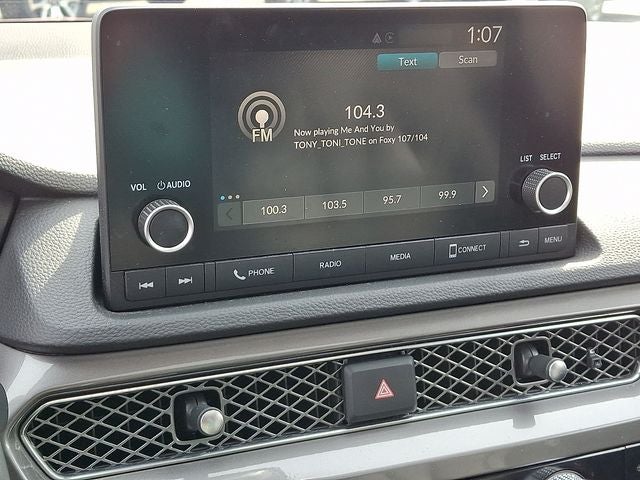 1:07
Text Scan
104.3
FM
Now playing Me And You by
TONY_TONI_TONE on Foxy 107/104
VOL AUDIO
LIST SELECT
100.3 103.5 95.7 99.9
PHONE RADIO MEDIA CONNECT MENU